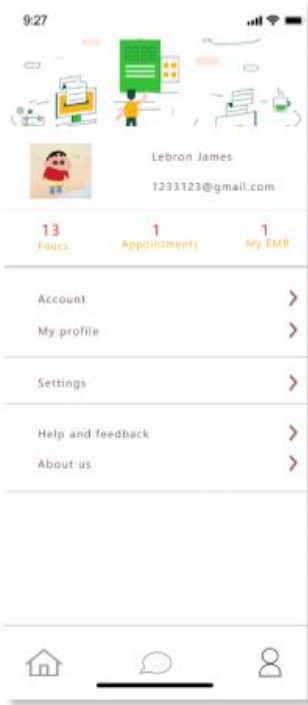 9:27
Lebron James
1233123@gmail.com
13 1 1
Foucs Appointments My EMR
Account
My profile
Settings
Help and feedback
About us